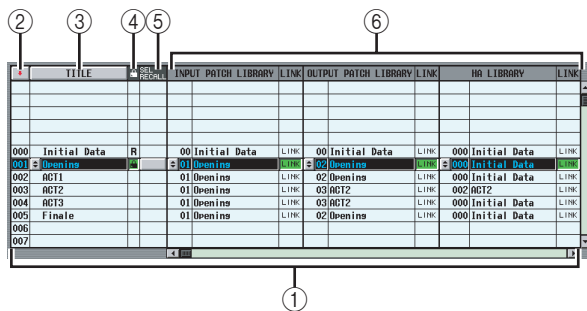 ② ③ ④ ⑤ ⑥
TITLE SEL RECALL INPUT PATCH LIBRARY LINK OUTPUT PATCH LIBRARY LINK HA LIBRARY LINK
000 Initial Data R 00 Initial Data LINK 00 Initial Data LINK 000 Initial Data LINK
001 Opening 01 Opening LINK 02 Opening LINK 000 Initial Data LINK
002 ACT1 01 Opening LINK 02 Opening LINK 000 Initial Data LINK
003 ACT2 01 Opening LINK 03 ACT2 LINK 002 ACT2 LINK
004 ACT3 01 Opening LINK 03 ACT2 LINK 000 Initial Data LINK
005 Finale 01 Opening LINK 02 Opening LINK 000 Initial Data LINK
006
007
①